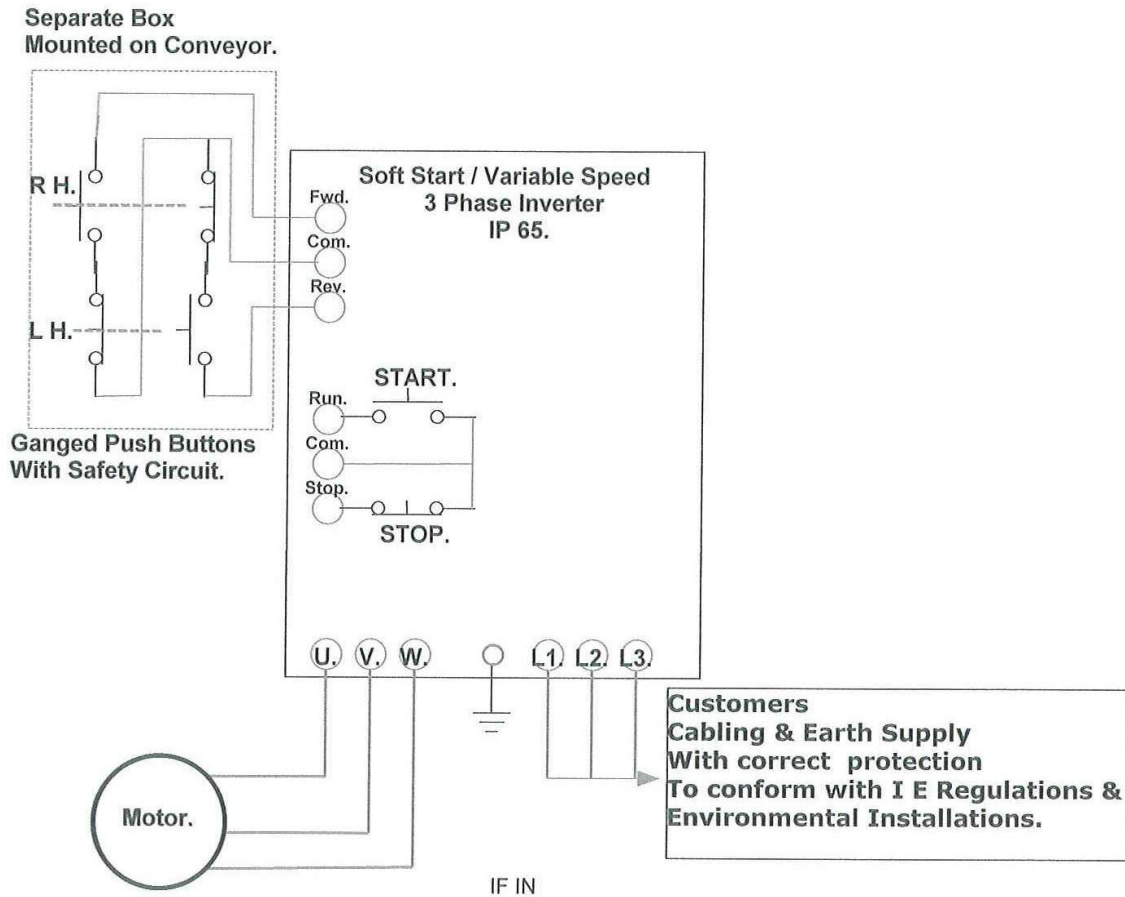 Separate Box
Mounted on Conveyor.
R H.
L H.
Ganged Push Buttons
With Safety Circuit.
Soft Start / Variable Speed
3 Phase Inverter
IP 65.
Fwd.
Com.
Rev.
START.
Run.
Com.
Stop.
STOP.
U. V. W. L1. L2. L3.
Motor.
Customers
Cabling & Earth Supply
With correct protection
To conform with I E Regulations &
Environmental Installations.
IF IN